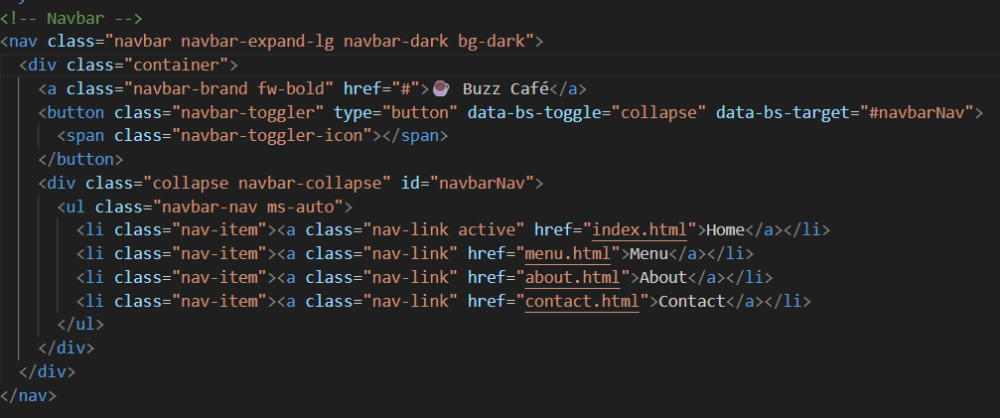 <!-- Navbar -->
<nav class="navbar navbar-expand-lg navbar-dark bg-dark">
<div class="container">
<a class="navbar-brand fw-bold" href="#">☕ Buzz Café</a>
<button class="navbar-toggler" type="button" data-bs-toggle="collapse" data-bs-target="#navbarNav">
<span class="navbar-toggler-icon"></span>
</button>
<div class="collapse navbar-collapse" id="navbarNav">
<ul class="navbar-nav ms-auto">
<li class="nav-item"><a class="nav-link active" href="index.html">Home</a></li>
<li class="nav-item"><a class="nav-link" href="menu.html">Menu</a></li>
<li class="nav-item"><a class="nav-link" href="about.html">About</a></li>
<li class="nav-item"><a class="nav-link" href="contact.html">Contact</a></li>
</ul>
</div>
</div>
</nav>